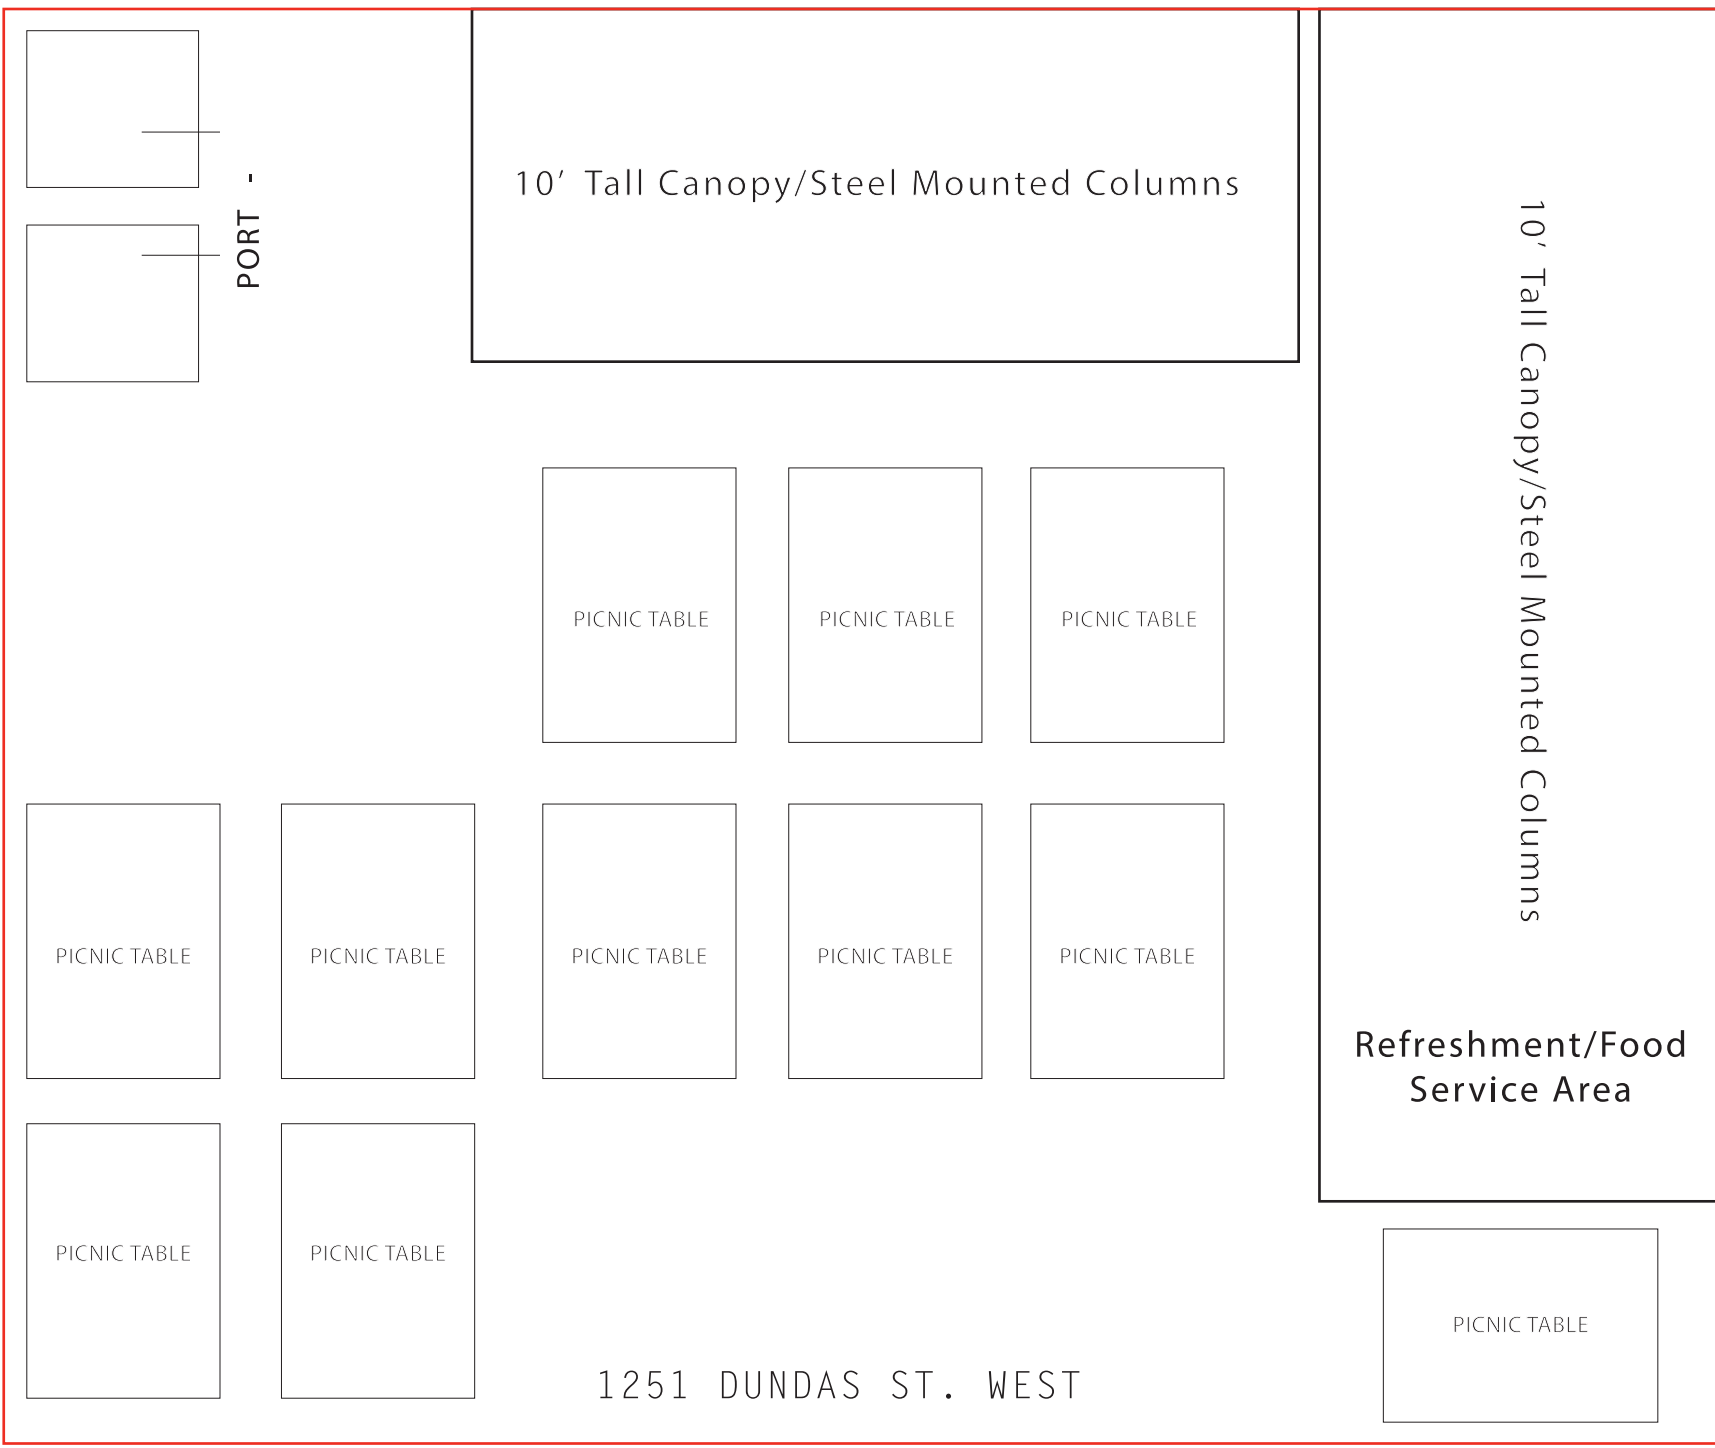 PORT -
10' Tall Canopy/Steel Mounted Columns
10' Tall Canopy/Steel Mounted Columns
PICNIC TABLE
PICNIC TABLE
PICNIC TABLE
PICNIC TABLE
PICNIC TABLE
PICNIC TABLE
PICNIC TABLE
PICNIC TABLE
Refreshment/Food
Service Area
PICNIC TABLE
PICNIC TABLE
PICNIC TABLE
1251 DUNDAS ST. WEST